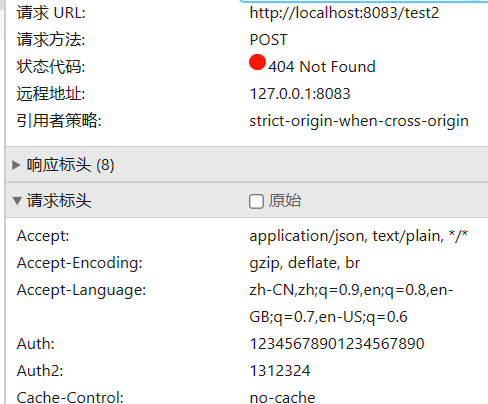 请求 URL: http://localhost:8083/test2
请求方法: POST
状态代码: 404 Not Found
远程地址: 127.0.0.1:8083
引用者策略: strict-origin-when-cross-origin
响应标头 (8)
请求标头 原始
Accept: application/json, text/plain, */*
Accept-Encoding: gzip, deflate, br
Accept-Language: zh-CN,zh;q=0.9,en;q=0.8,en-
GB;q=0.7,en-US;q=0.6
Auth: 12345678901234567890
Auth2: 1312324
Cache-Control: no-cache